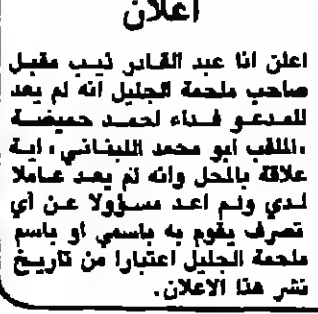 اعلان
اعلن انا عبد القادر ذيب مقبل
صاحب ملحمة الجليل انه لم يعد
للمدعو فداء احمد حميضة
،الملقب ابو محمد اللبناني، اية
علاقة بالمحل وانه لم يعد عاملا
لدي ولم اعد مسؤولا عن أي
تصرف يقوم به باسمي او باسم
ملحمة الجليل اعتبارا من تاريخ
نشر هذا الاعلان.